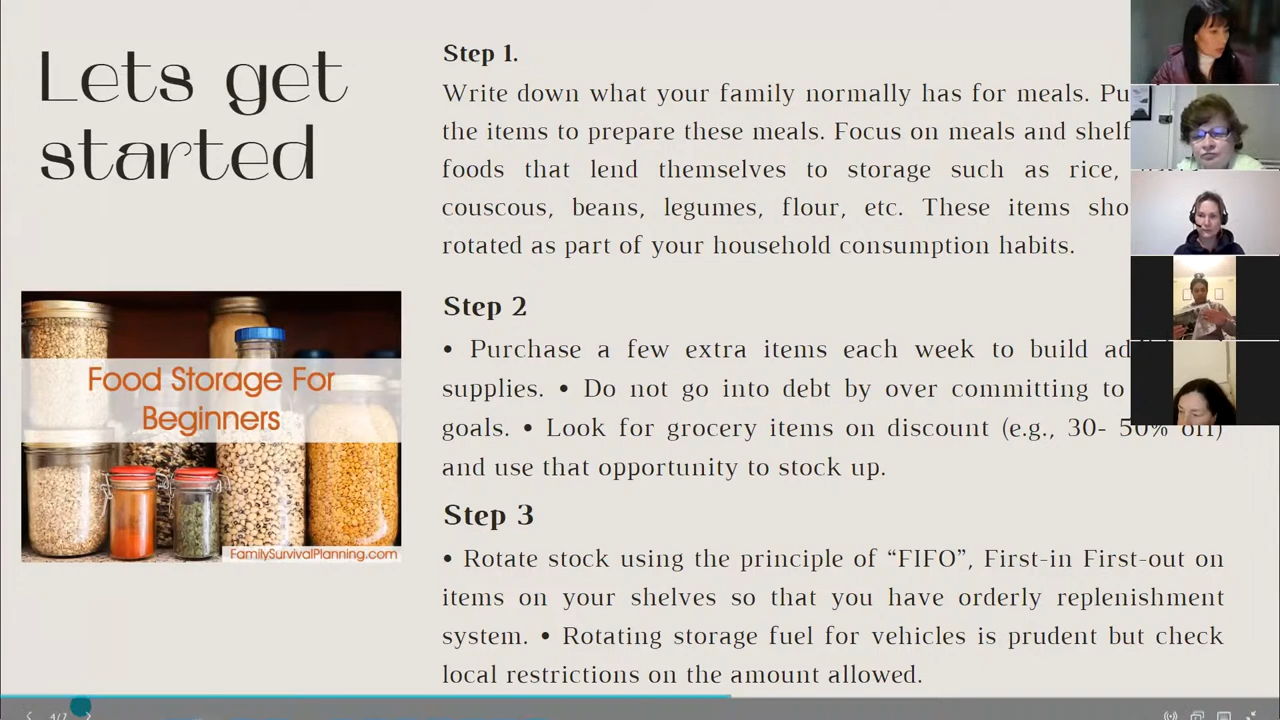 Lets get
started
Step 1.
Write down what your family normally has for meals.
the items to prepare these meals. Focus on meals and shelf
foods that lend themselves to storage such as rice,
couscous, beans, legumes, flour, etc. These items
rotated as part of your household consumption habits.
Step 2
• Purchase a few extra items each week to build
supplies. • Do not go into debt by over committing to
goals. • Look for grocery items on discount (e.g., 30- 50% off)
and use that opportunity to stock up.
Step 3
• Rotate stock using the principle of “FIFO”, First-in First-out on
items on your shelves so that you have orderly replenishment
system. • Rotating storage fuel for vehicles is prudent but check
local restrictions on the amount allowed.
Food Storage For
Beginners
FamilySurvivalPlanning.com
4/7